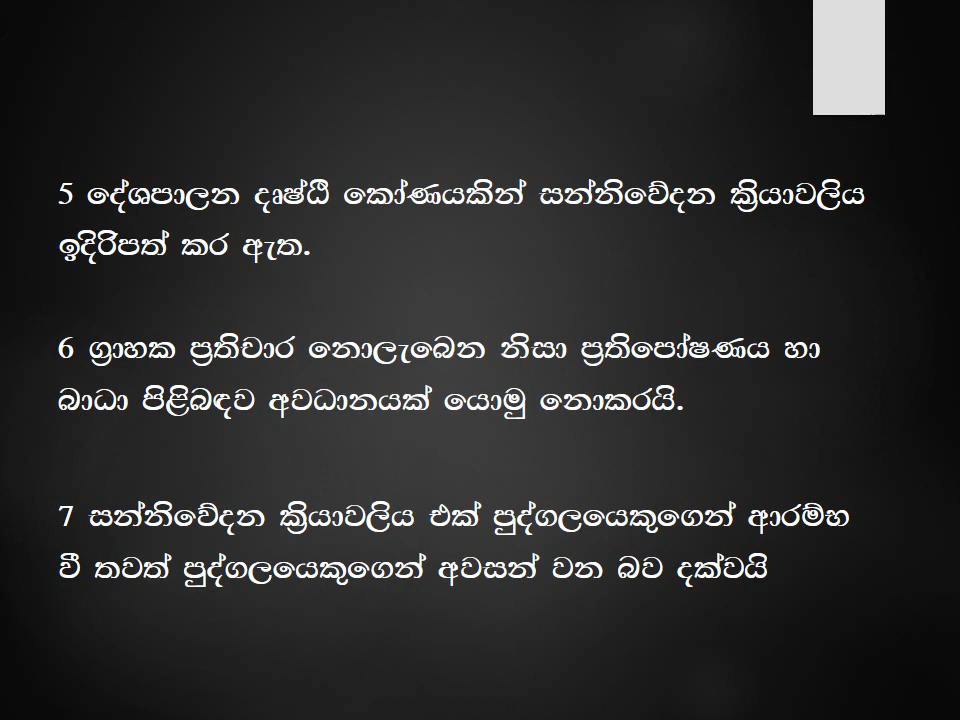 5 දේශපාලන දෘෂ්ඨි කෝණයකින් සන්නිවේදන ක්‍රියාවලිය
ඉදිරිපත් කර ඇත.
6 ග්‍රාහක ප්‍රතිචාර නොලැබෙන නිසා ප්‍රතිපෝෂණය හා
බාධා පිළිබඳව අවධානයක් යොමු නොකරයි.
7 සන්නිවේදන ක්‍රියාවලිය එක් පුද්ගලයෙකුගෙන් ආරම්භ
වී තවත් පුද්ගලයෙකුගෙන් අවසන් වන බව දක්වයි